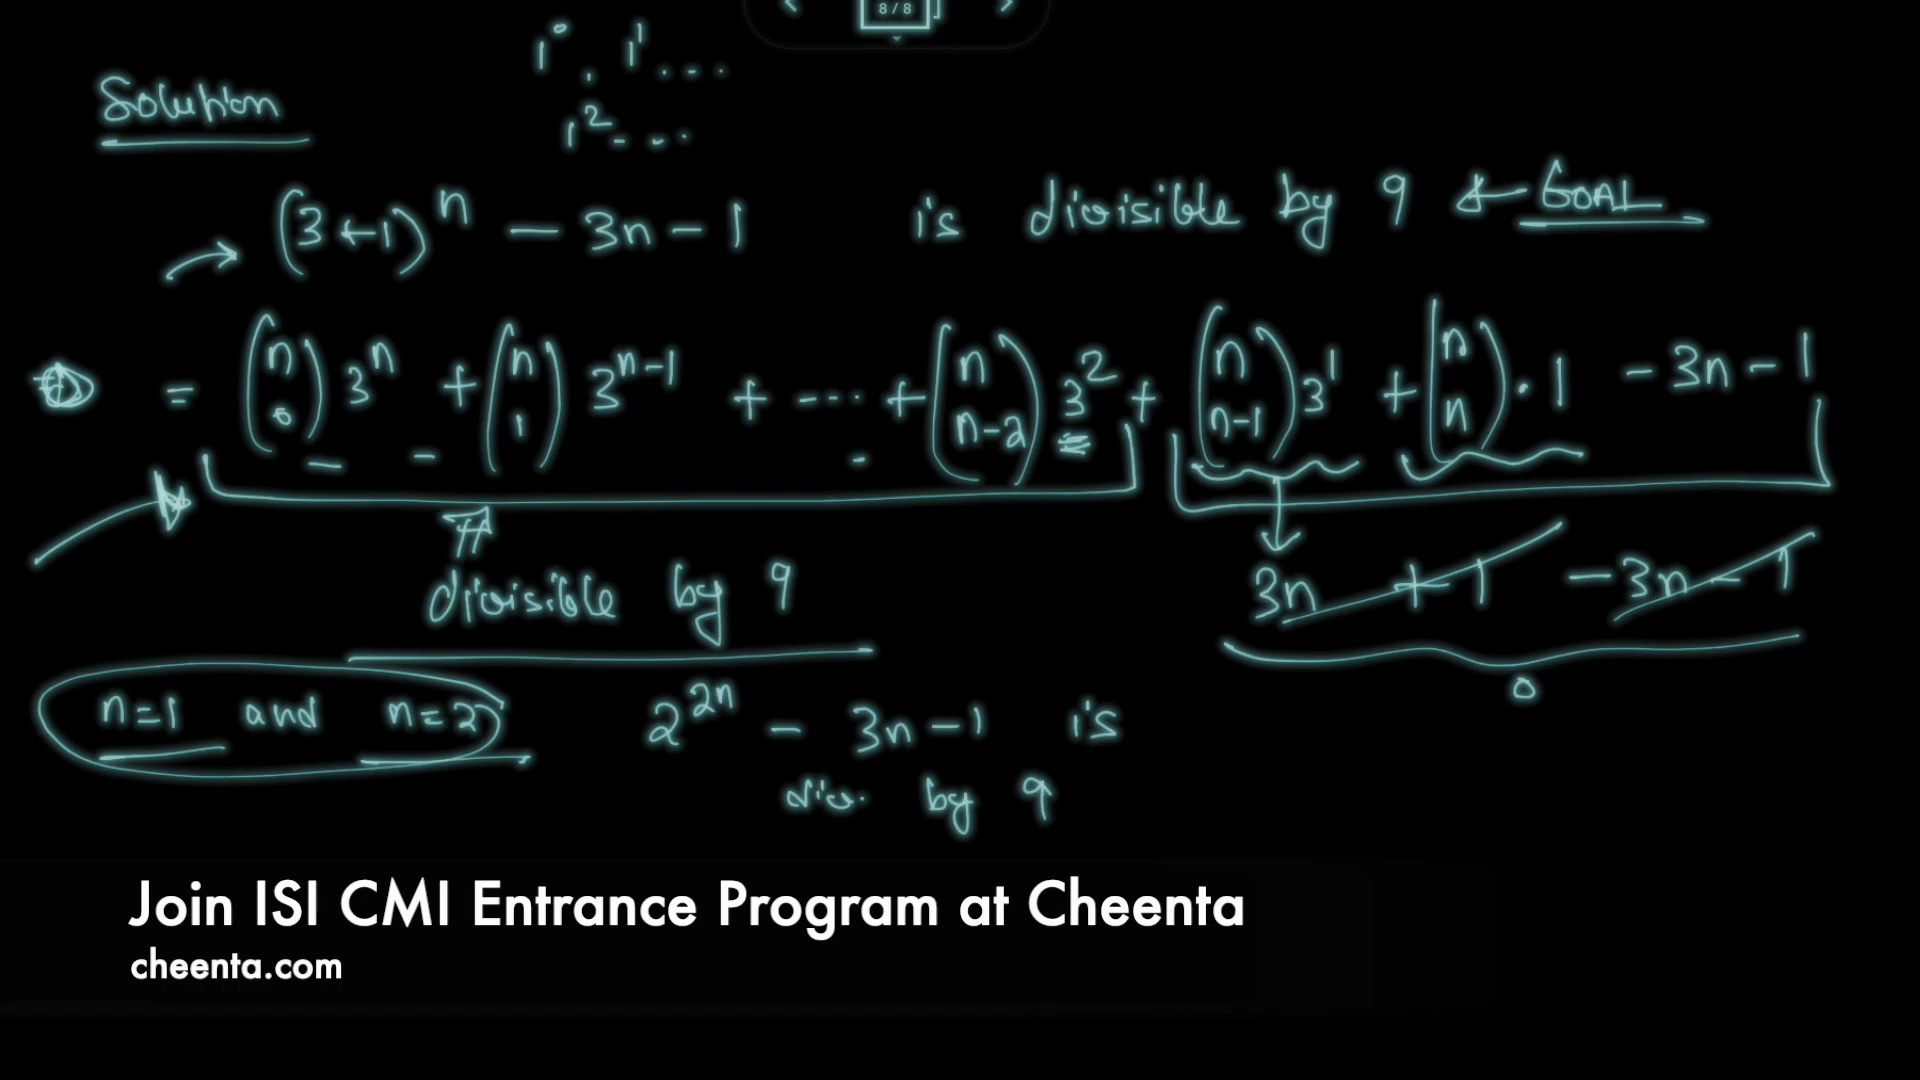 8 / 8
1⁰, 1¹ ...
1² ...
Solution
(3+1)ⁿ − 3n − 1 is divisible by 9 ← GOAL
= (n 0) 3ⁿ + (n 1) 3ⁿ⁻¹ + ... + (n n−2) 3² + (n n−1) 3¹ + (n n) · 1 − 3n − 1
divisible by 9
3n + 1 − 3n − 1
0
n=1 and n=2
2²ⁿ − 3n − 1 is
div. by 9
Join ISI CMI Entrance Program at Cheenta
cheenta.com